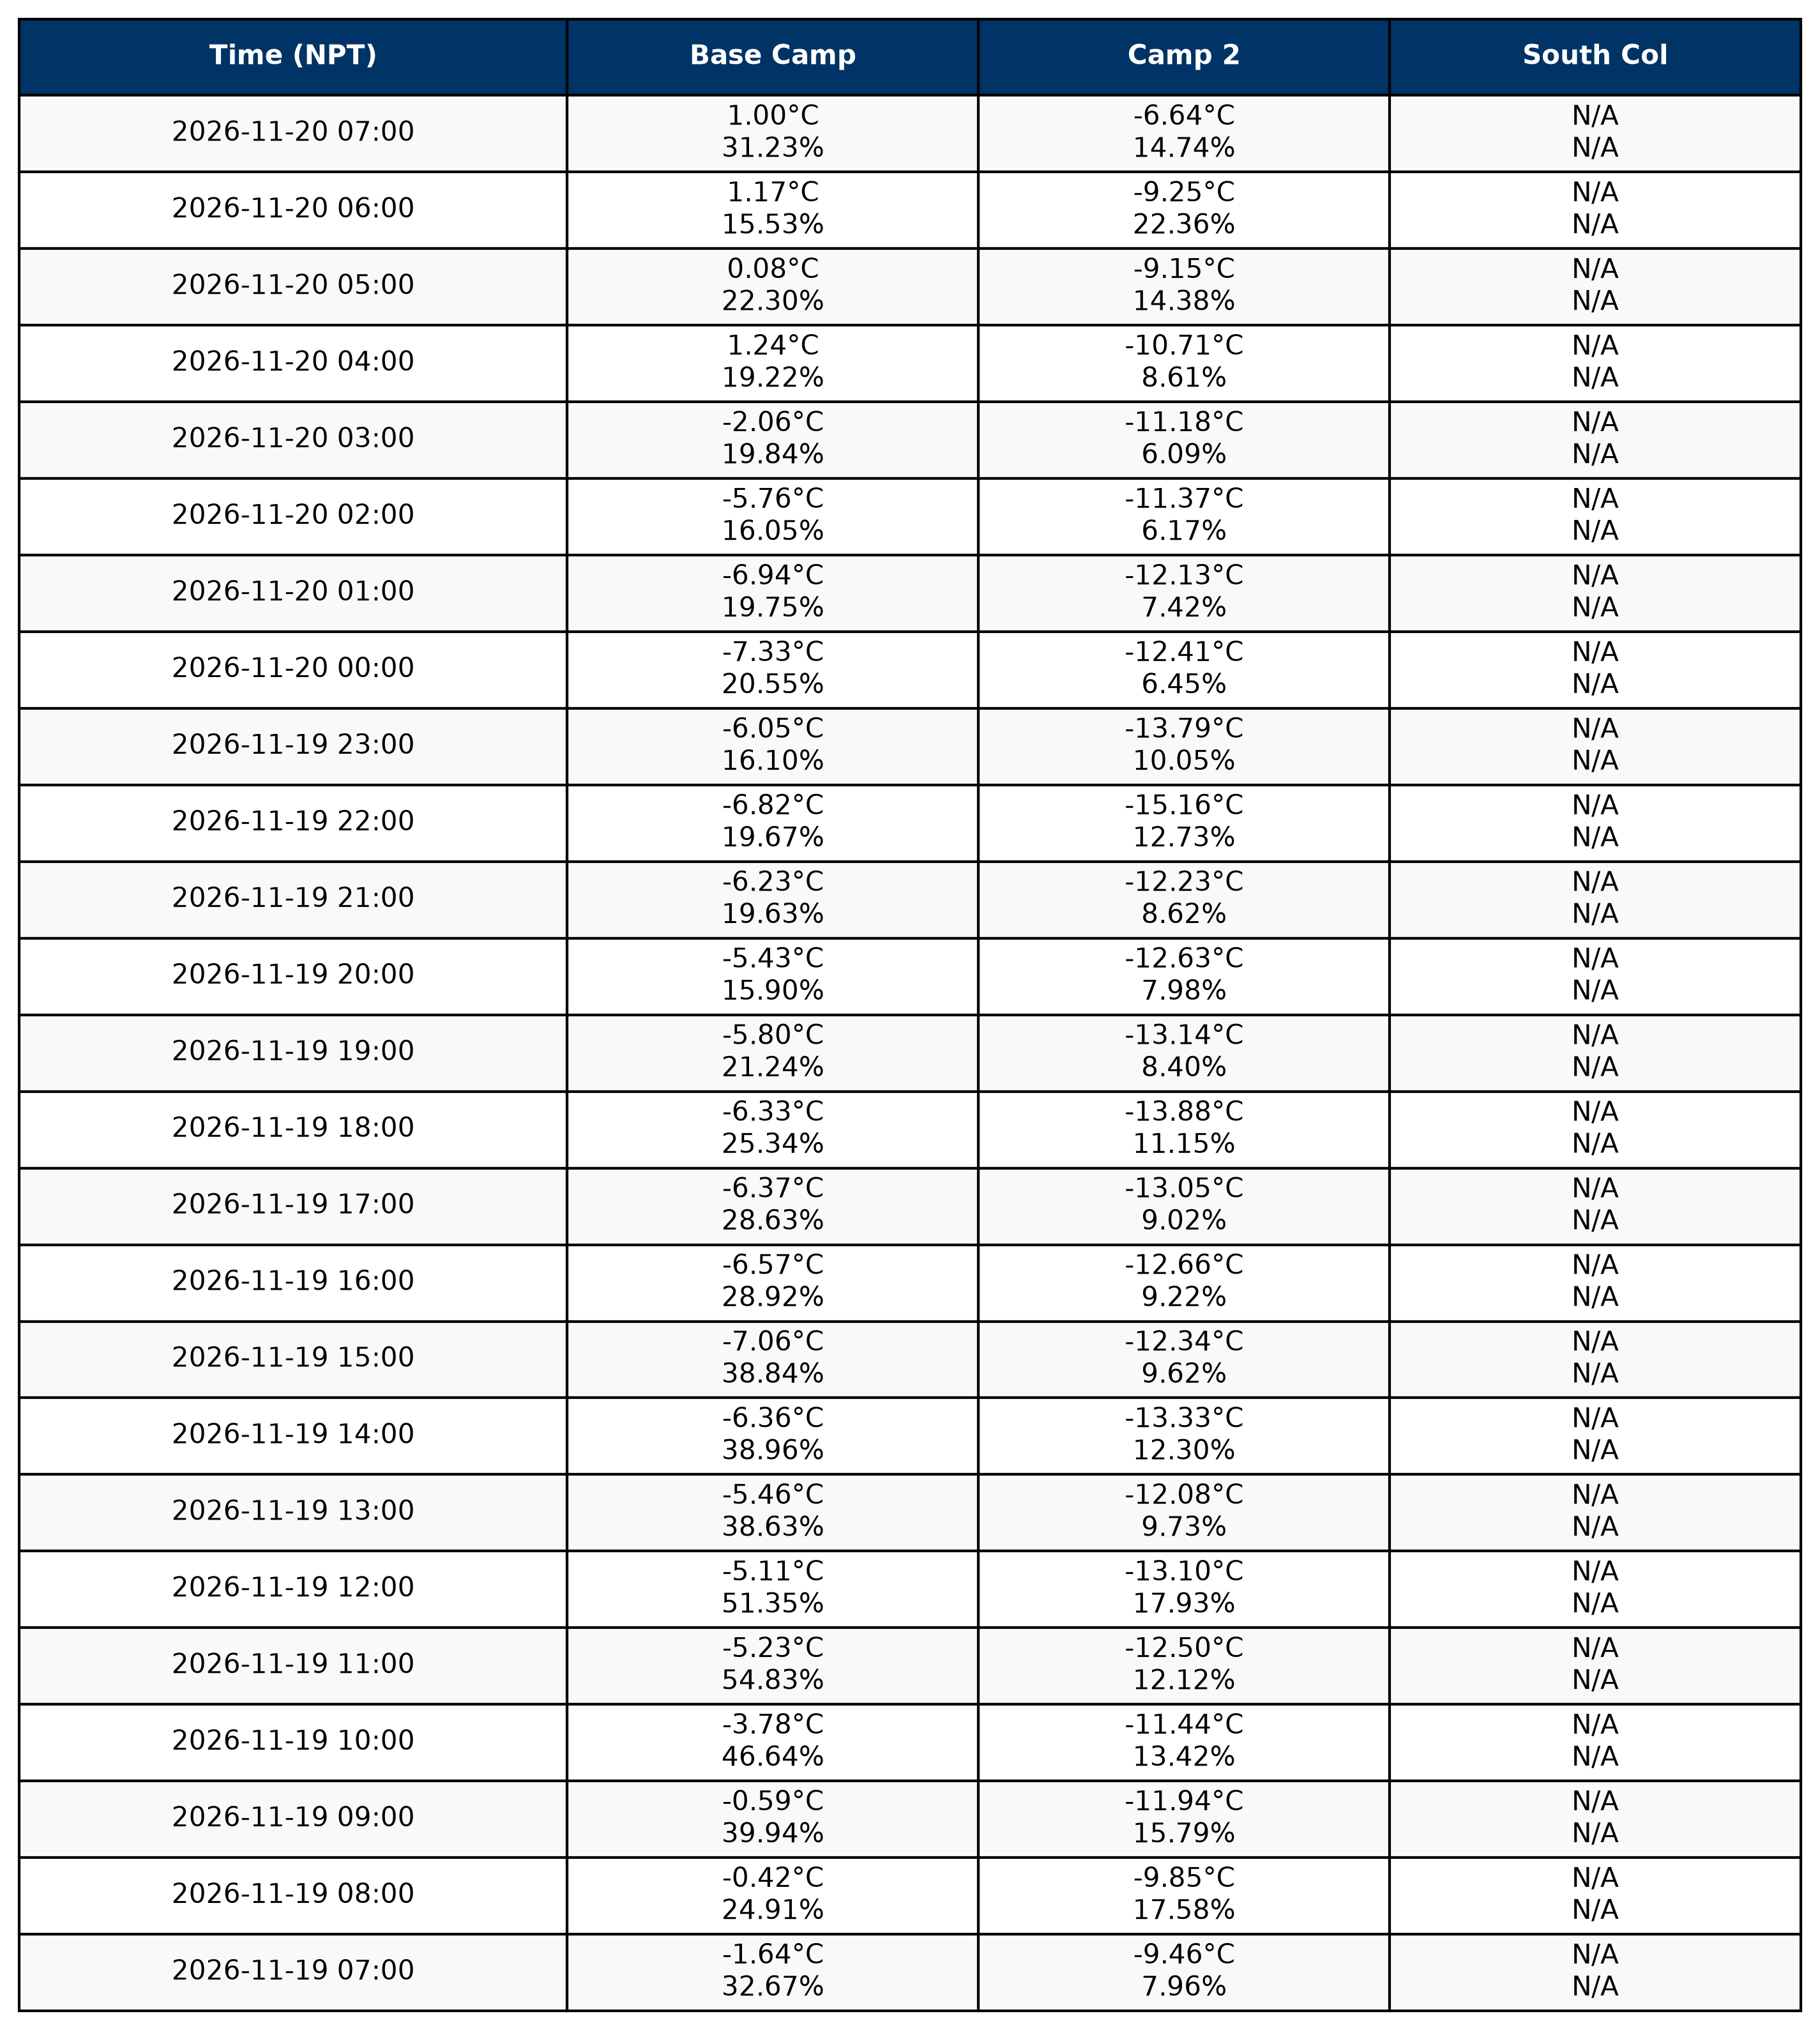 Time (NPT) Base Camp Camp 2 South Col
2026-11-20 07:00 1.00°C -6.64°C N/A
31.23% 14.74% N/A
2026-11-20 06:00 1.17°C -9.25°C N/A
15.53% 22.36% N/A
2026-11-20 05:00 0.08°C -9.15°C N/A
22.30% 14.38% N/A
2026-11-20 04:00 1.24°C -10.71°C N/A
19.22% 8.61% N/A
2026-11-20 03:00 -2.06°C -11.18°C N/A
19.84% 6.09% N/A
2026-11-20 02:00 -5.76°C -11.37°C N/A
16.05% 6.17% N/A
2026-11-20 01:00 -6.94°C -12.13°C N/A
19.75% 7.42% N/A
2026-11-20 00:00 -7.33°C -12.41°C N/A
20.55% 6.45% N/A
2026-11-19 23:00 -6.05°C -13.79°C N/A
16.10% 10.05% N/A
2026-11-19 22:00 -6.82°C -15.16°C N/A
19.67% 12.73% N/A
2026-11-19 21:00 -6.23°C -12.23°C N/A
19.63% 8.62% N/A
2026-11-19 20:00 -5.43°C -12.63°C N/A
15.90% 7.98% N/A
2026-11-19 19:00 -5.80°C -13.14°C N/A
21.24% 8.40% N/A
2026-11-19 18:00 -6.33°C -13.88°C N/A
25.34% 11.15% N/A
2026-11-19 17:00 -6.37°C -13.05°C N/A
28.63% 9.02% N/A
2026-11-19 16:00 -6.57°C -12.66°C N/A
28.92% 9.22% N/A
2026-11-19 15:00 -7.06°C -12.34°C N/A
38.84% 9.62% N/A
2026-11-19 14:00 -6.36°C -13.33°C N/A
38.96% 12.30% N/A
2026-11-19 13:00 -5.46°C -12.08°C N/A
38.63% 9.73% N/A
2026-11-19 12:00 -5.11°C -13.10°C N/A
51.35% 17.93% N/A
2026-11-19 11:00 -5.23°C -12.50°C N/A
54.83% 12.12% N/A
2026-11-19 10:00 -3.78°C -11.44°C N/A
46.64% 13.42% N/A
2026-11-19 09:00 -0.59°C -11.94°C N/A
39.94% 15.79% N/A
2026-11-19 08:00 -0.42°C -9.85°C N/A
24.91% 17.58% N/A
2026-11-19 07:00 -1.64°C -9.46°C N/A
32.67% 7.96% N/A